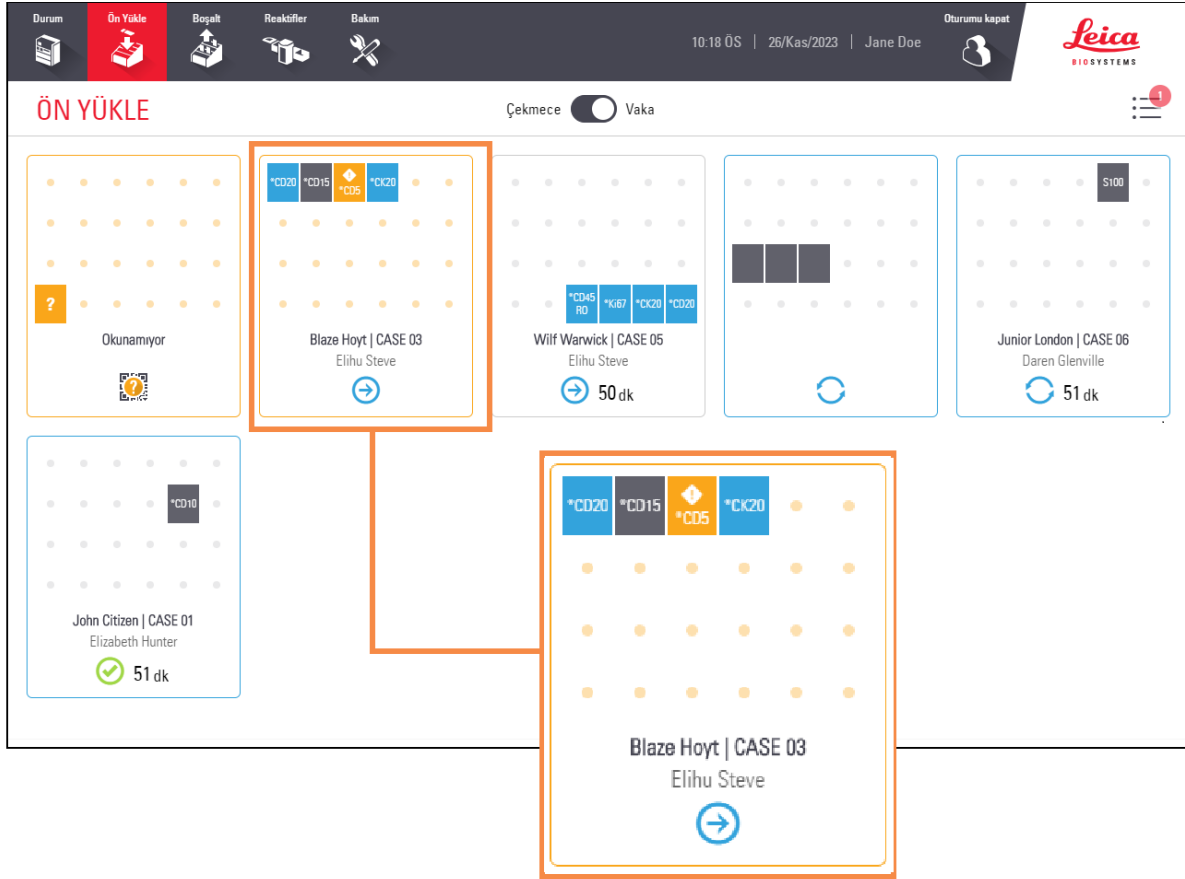 Durum
Ön Yükle
Boşalt
Reaktifler
Bakım
10:18 ÖS | 26/Kas/2023 | Jane Doe
Oturumu kapat
Leica
BIOSYSTEMS
ÖN YÜKLE
Çekmece
Vaka
1
?
Okunamıyor
?
*CD20
*CD15
!
*CD5
*CK20
Blaze Hoyt | CASE 03
Elihu Steve
*CD45
RO
*Ki67
*CK20
*CD20
Wilf Warwick | CASE 05
Elihu Steve
50 dk
S100
Junior London | CASE 06
Daren Glenville
51 dk
*CD10
John Citizen | CASE 01
Elizabeth Hunter
51 dk
*CD20
*CD15
!
*CD5
*CK20
Blaze Hoyt | CASE 03
Elihu Steve